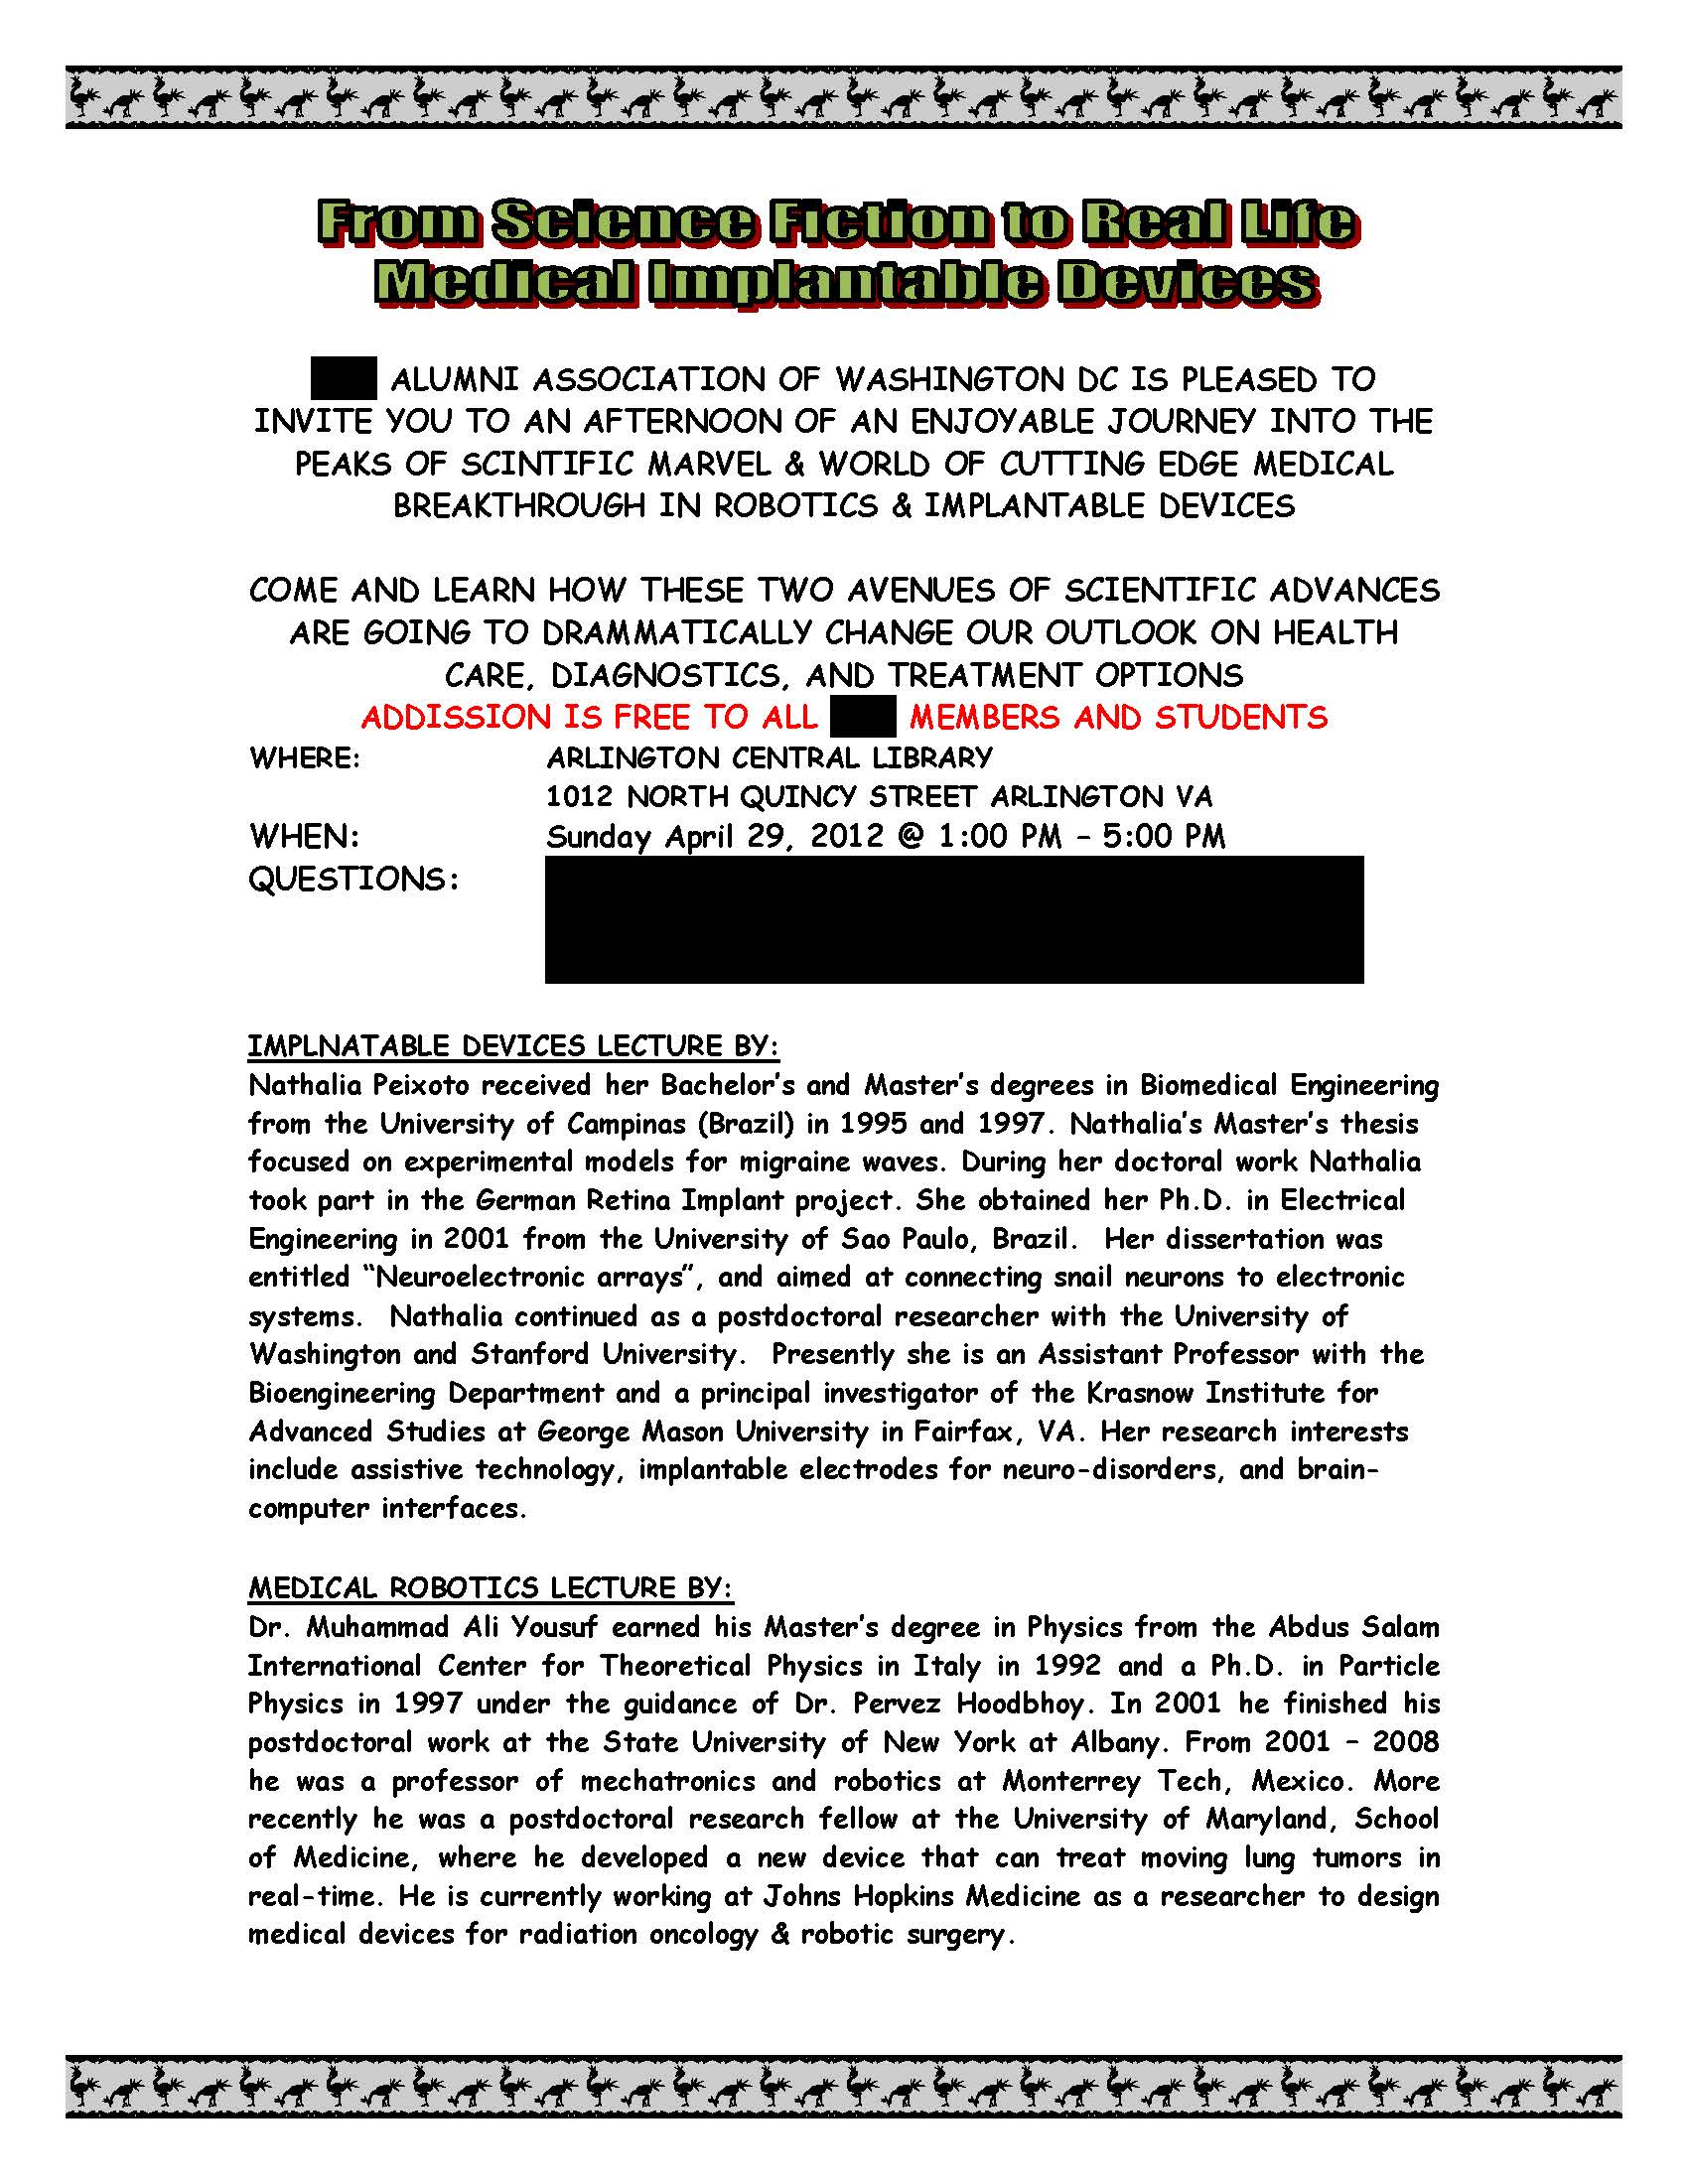 From Science Fiction to Real Life
Medical Implantable Devices
ALUMNI ASSOCIATION OF WASHINGTON DC IS PLEASED TO
INVITE YOU TO AN AFTERNOON OF AN ENJOYABLE JOURNEY INTO THE
PEAKS OF SCINTIFIC MARVEL & WORLD OF CUTTING EDGE MEDICAL
BREAKTHROUGH IN ROBOTICS & IMPLANTABLE DEVICES
COME AND LEARN HOW THESE TWO AVENUES OF SCIENTIFIC ADVANCES
ARE GOING TO DRAMMATICALLY CHANGE OUR OUTLOOK ON HEALTH
CARE, DIAGNOSTICS, AND TREATMENT OPTIONS
ADDISSION IS FREE TO ALL MEMBERS AND STUDENTS
WHERE: ARLINGTON CENTRAL LIBRARY
1012 NORTH QUINCY STREET ARLINGTON VA
WHEN: Sunday April 29, 2012 @ 1:00 PM – 5:00 PM
QUESTIONS:
IMPLNATABLE DEVICES LECTURE BY:
Nathalia Peixoto received her Bachelor's and Master's degrees in Biomedical Engineering
from the University of Campinas (Brazil) in 1995 and 1997. Nathalia's Master's thesis
focused on experimental models for migraine waves. During her doctoral work Nathalia
took part in the German Retina Implant project. She obtained her Ph.D. in Electrical
Engineering in 2001 from the University of Sao Paulo, Brazil. Her dissertation was
entitled “Neuroelectronic arrays”, and aimed at connecting snail neurons to electronic
systems. Nathalia continued as a postdoctoral researcher with the University of
Washington and Stanford University. Presently she is an Assistant Professor with the
Bioengineering Department and a principal investigator of the Krasnow Institute for
Advanced Studies at George Mason University in Fairfax, VA. Her research interests
include assistive technology, implantable electrodes for neuro-disorders, and brain-
computer interfaces.
MEDICAL ROBOTICS LECTURE BY:
Dr. Muhammad Ali Yousuf earned his Master's degree in Physics from the Abdus Salam
International Center for Theoretical Physics in Italy in 1992 and a Ph.D. in Particle
Physics in 1997 under the guidance of Dr. Pervez Hoodbhoy. In 2001 he finished his
postdoctoral work at the State University of New York at Albany. From 2001 – 2008
he was a professor of mechatronics and robotics at Monterrey Tech, Mexico. More
recently he was a postdoctoral research fellow at the University of Maryland, School
of Medicine, where he developed a new device that can treat moving lung tumors in
real-time. He is currently working at Johns Hopkins Medicine as a researcher to design
medical devices for radiation oncology & robotic surgery.